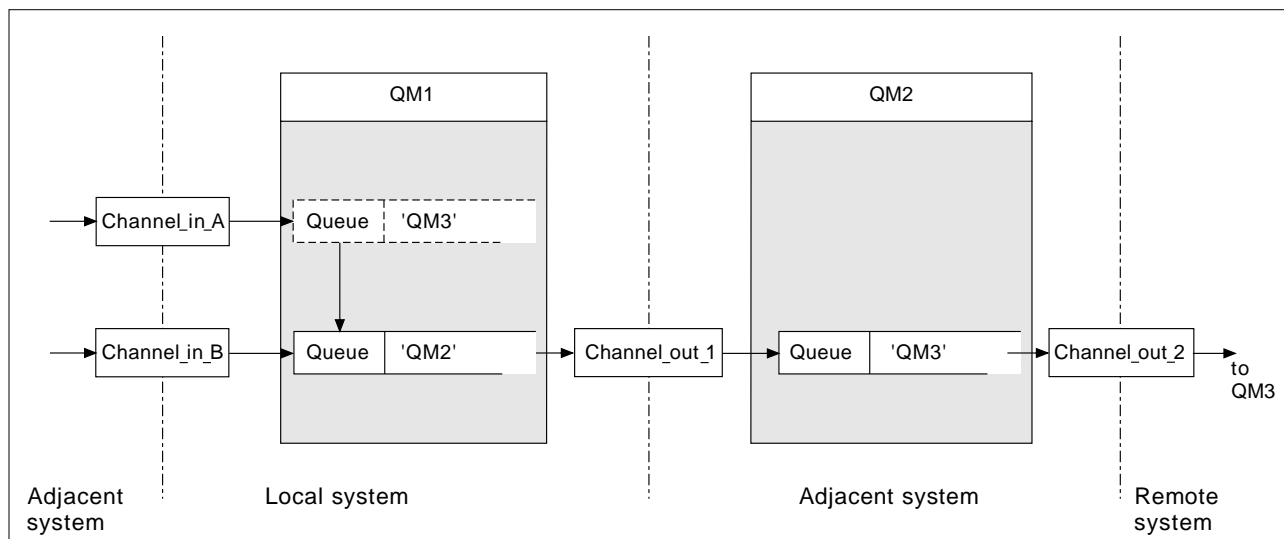 QM1
QM2
Channel_in_A
Queue
'QM3'
Channel_in_B
Queue
'QM2'
Channel_out_1
Queue
'QM3'
Channel_out_2
to
QM3
Adjacent
system
Local system
Adjacent system
Remote
system